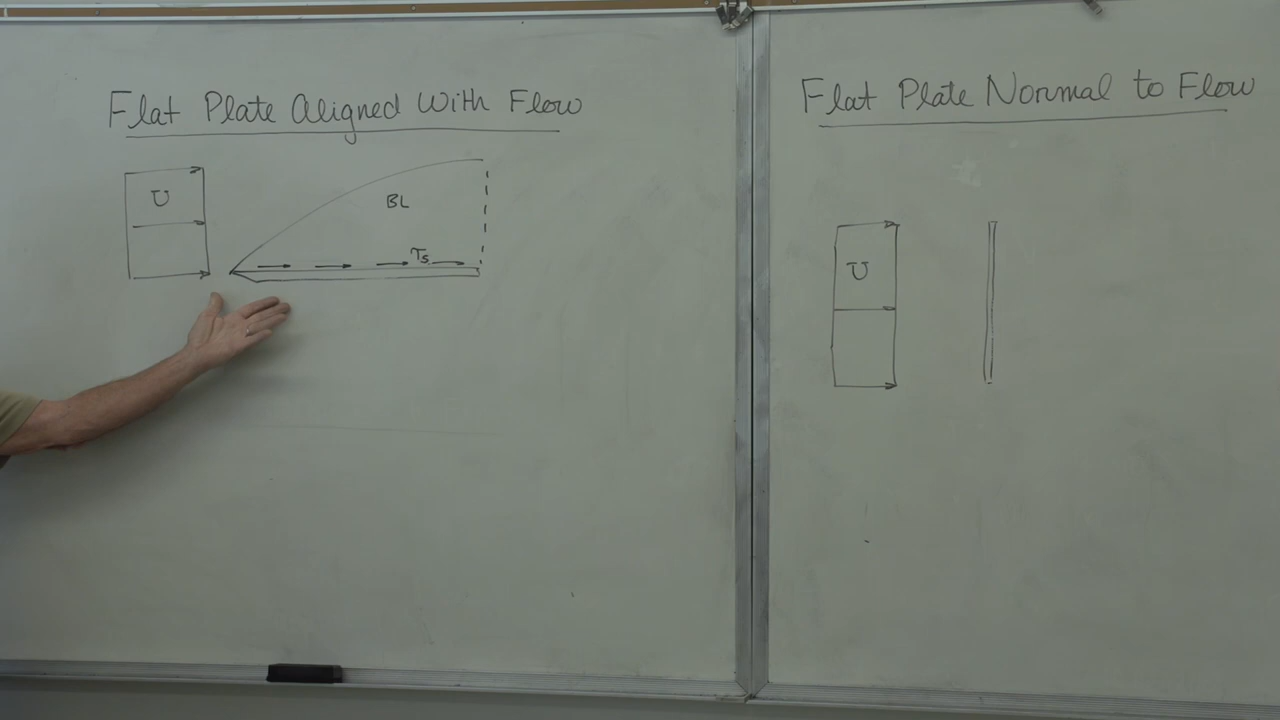 Flat Plate Aligned With Flow
U
BL
τs
Flat Plate Normal to Flow
U